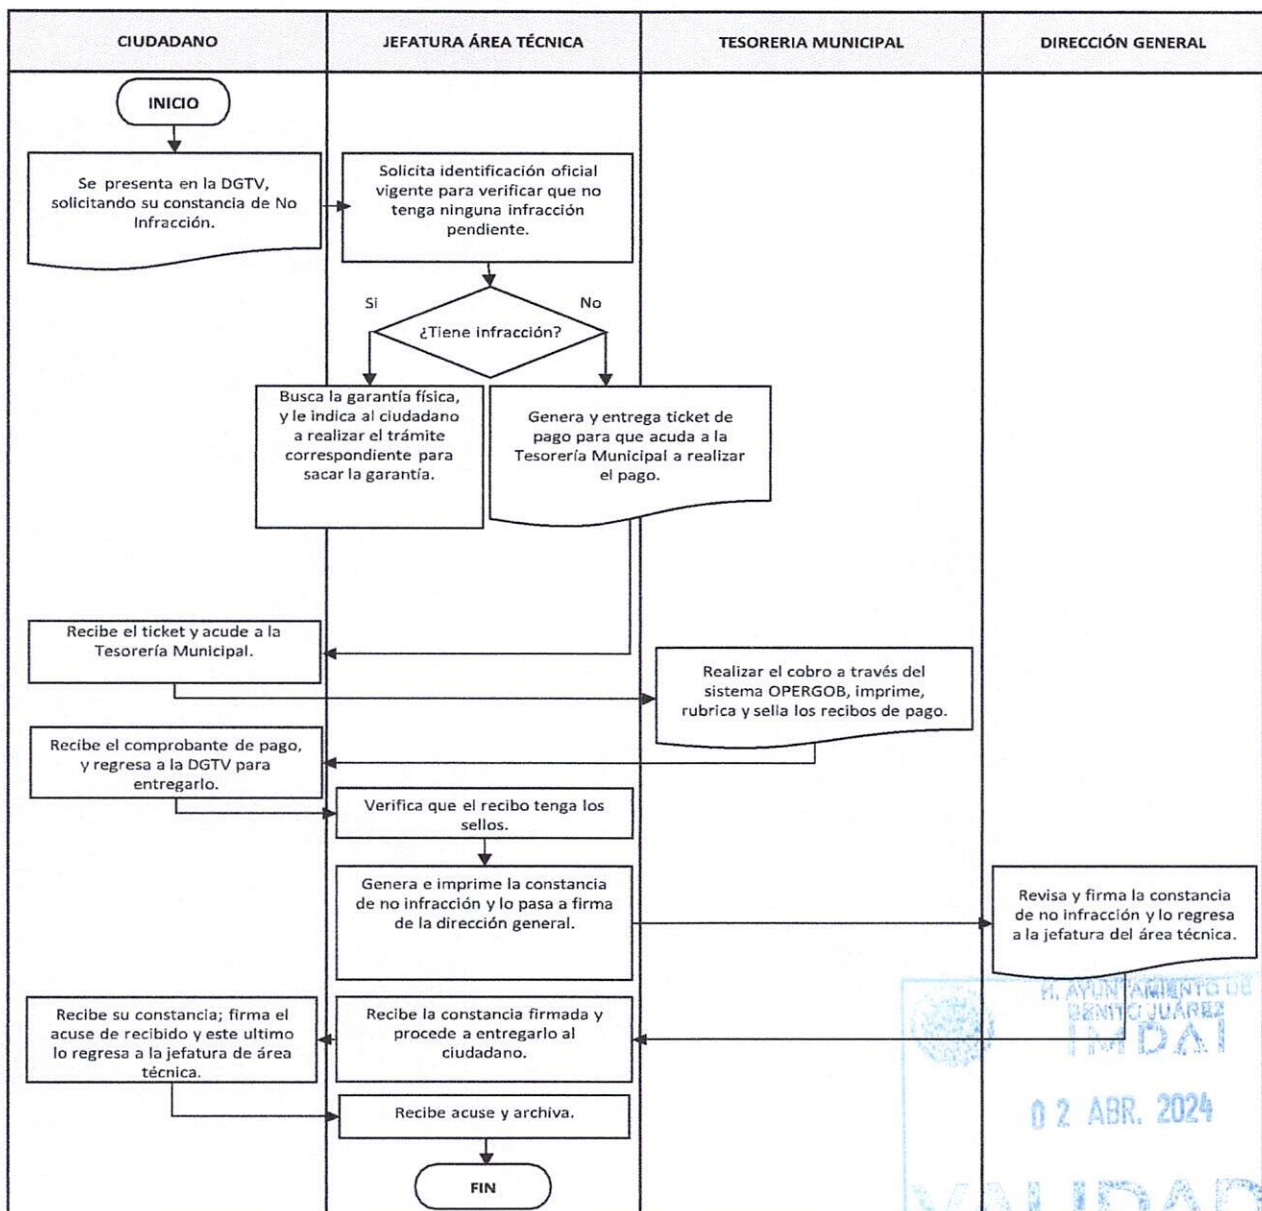 CIUDADANO
JEFATURA ÁREA TÉCNICA
TESORERIA MUNICIPAL
DIRECCIÓN GENERAL
INICIO
Se presenta en la DGTV,
solicitando su constancia de No
Infracción.
Solicita identificación oficial
vigente para verificar que no
tenga ninguna infracción
pendiente.
Si
No
¿Tiene infracción?
Busca la garantía física,
y le indica al ciudadano
a realizar el trámite
correspondiente para
sacar la garantía.
Genera y entrega ticket de
pago para que acuda a la
Tesorería Municipal a realizar
el pago.
Recibe el ticket y acude a la
Tesorería Municipal.
Realizar el cobro a través del
sistema OPERGOB, imprime,
rubrica y sella los recibos de pago.
Recibe el comprobante de pago,
y regresa a la DGTV para
entregarlo.
Verifica que el recibo tenga los
sellos.
Genera e imprime la constancia
de no infracción y lo pasa a firma
de la dirección general.
Revisa y firma la constancia
de no infracción y lo regresa
a la jefatura del área técnica.
Recibe la constancia firmada y
procede a entregarlo al
ciudadano.
Recibe su constancia; firma el
acuse de recibido y este ultimo
lo regresa a la jefatura de área
técnica.
Recibe acuse y archiva.
FIN
H. AYUNTAMIENTO DE
BENITO JUÁREZ
IMDAI
02 ABR. 2024
VALIDAD